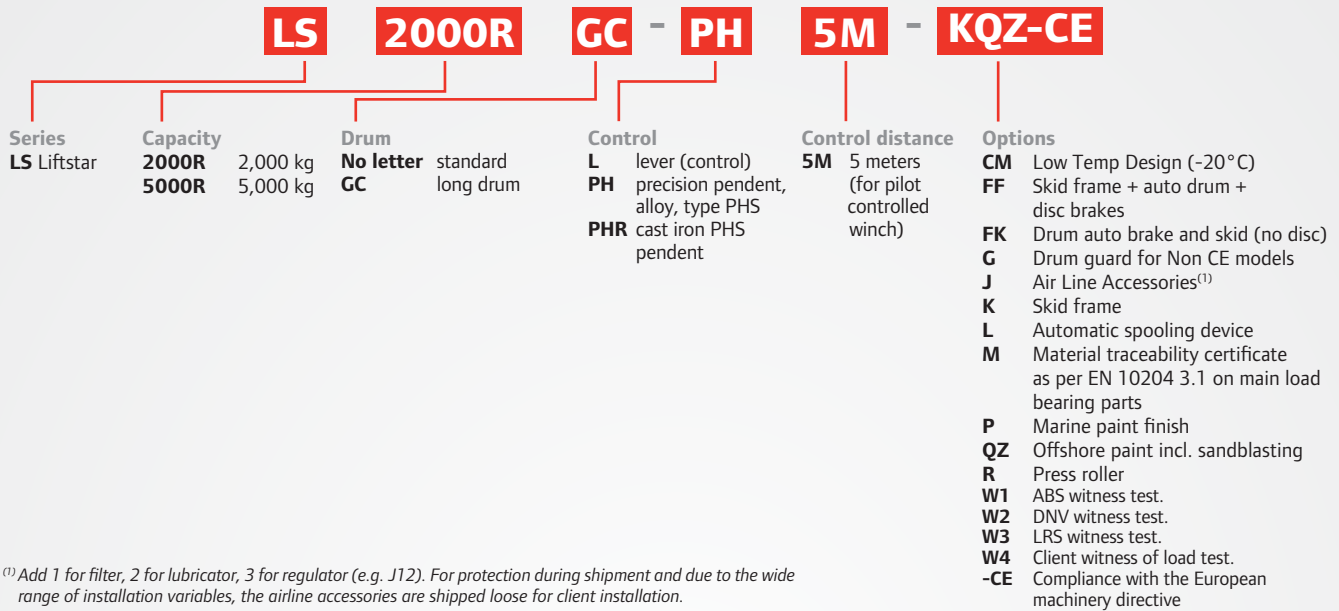 LS 2000R GC - PH 5M - KQZ-CE
Series
LS Liftstar
Capacity
2000R 2,000 kg
5000R 5,000 kg
Drum
No letter standard
GC long drum
Control
L lever (control)
PH precision pendent,
alloy, type PHS
PHR cast iron PHS
pendent
Control distance
5M 5 meters
(for pilot
controlled
winch)
Options
CM Low Temp Design (-20°C)
FF Skid frame + auto drum +
disc brakes
FK Drum auto brake and skid (no disc)
G Drum guard for Non CE models
J Air Line Accessories(1)
K Skid frame
L Automatic spooling device
M Material traceability certificate
as per EN 10204 3.1 on main load
bearing parts
P Marine paint finish
QZ Offshore paint incl. sandblasting
R Press roller
W1 ABS witness test.
W2 DNV witness test.
W3 LRS witness test.
W4 Client witness of load test.
-CE Compliance with the European
machinery directive
(1) Add 1 for filter, 2 for lubricator, 3 for regulator (e.g. J12). For protection during shipment and due to the wide
range of installation variables, the airline accessories are shipped loose for client installation.